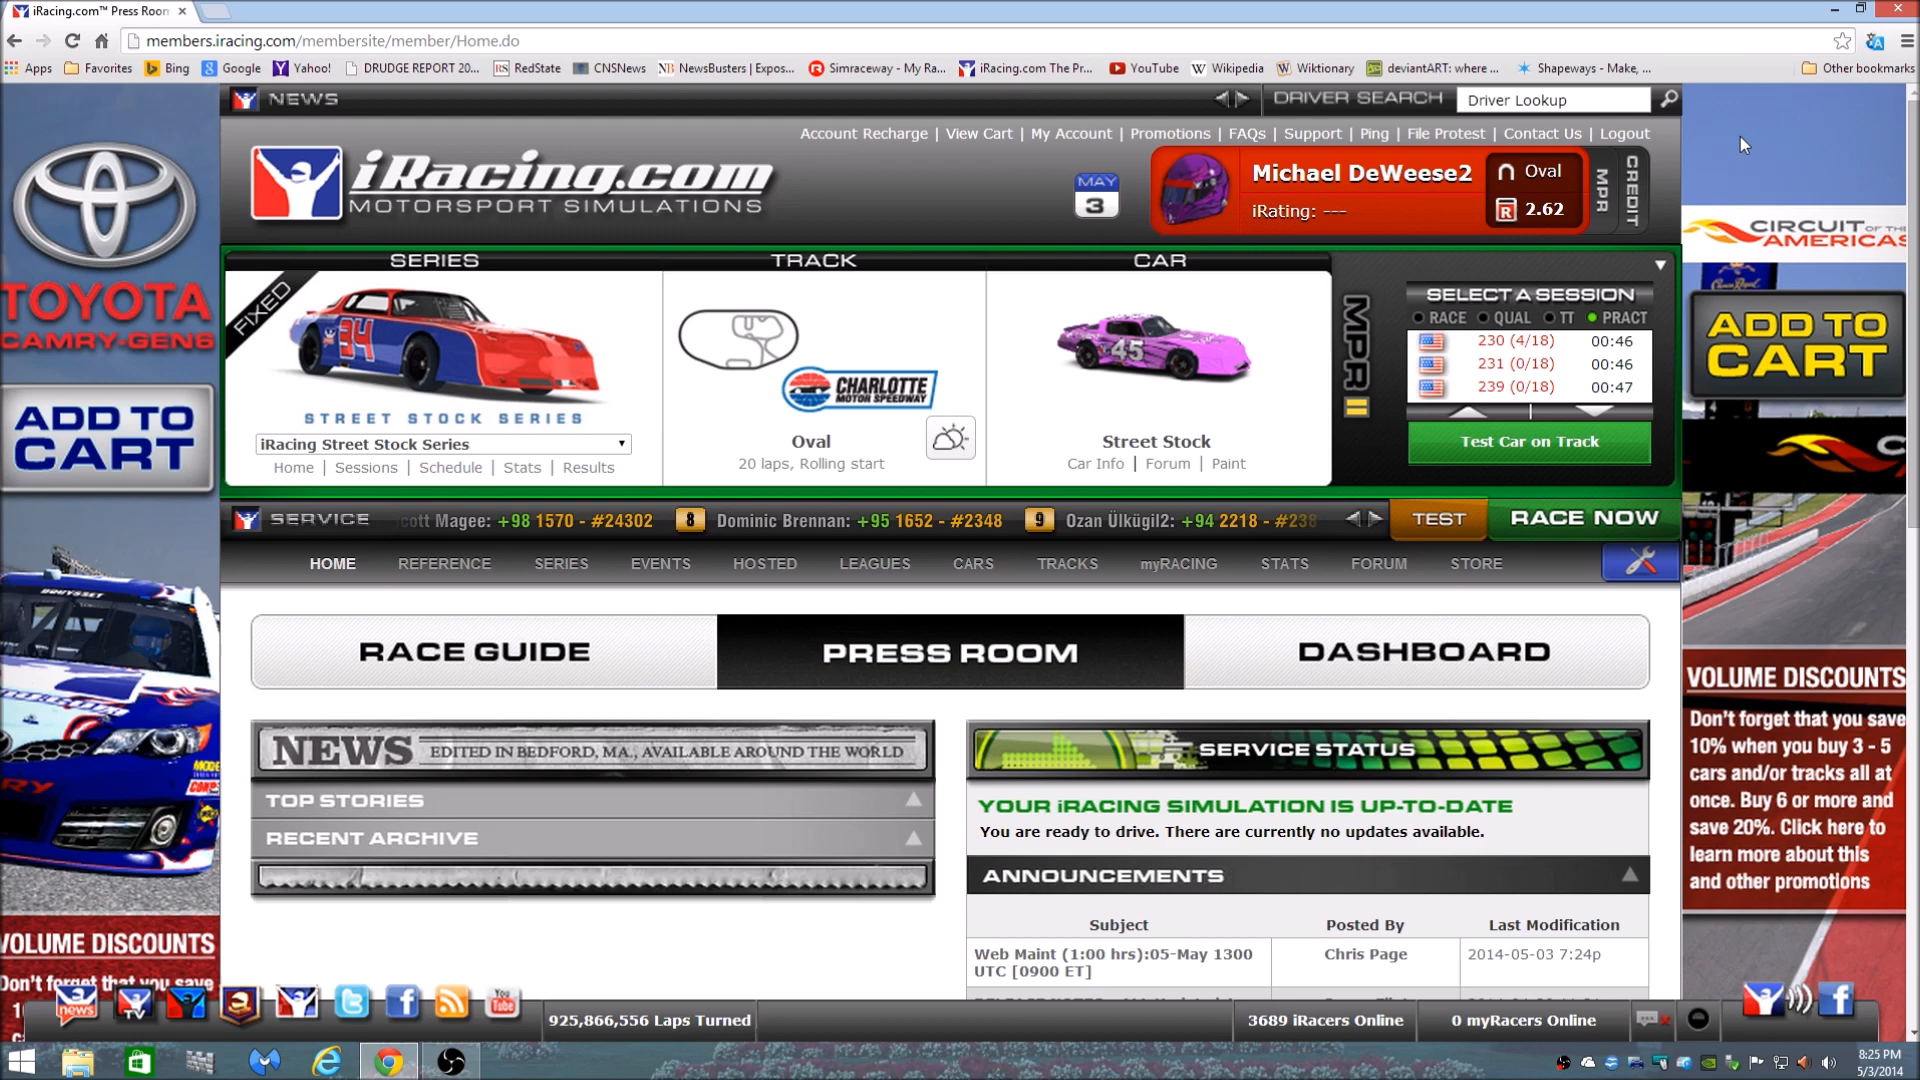 iRacing.com™ Press Room
members.iracing.com/membersite/member/Home.do
Apps
Favorites
Bing
Google
Yahoo!
DRUDGE REPORT 20...
RedState
CNSNews
NewsBusters | Expos...
Simraceway - My Ra...
iRacing.com The Pr...
YouTube
Wikipedia
Wiktionary
deviantART: where ...
Shapeways - Make, ...
Other bookmarks
NEWS
DRIVER SEARCH
Driver Lookup
Account Recharge | View Cart | My Account | Promotions | FAQs | Support | Ping | File Protest | Contact Us | Logout
iRacing.com
MOTORSPORT SIMULATIONS
MAY
3
Michael DeWeese2
iRating: ---
Oval
R 2.62
MPR
CREDIT
TOYOTA
CAMRY-GEN6
ADD TO
CART
CIRCUIT OF THE
AMERICAS
ADD TO
CART
SERIES
TRACK
CAR
FIXED
34
STREET STOCK SERIES
iRacing Street Stock Series
Home | Sessions | Schedule | Stats | Results
CHARLOTTE
MOTOR SPEEDWAY
Oval
20 laps, Rolling start
45
Street Stock
Car Info | Forum | Paint
MPR
SELECT A SESSION
RACE QUAL TT PRACT
230 (4/18) 00:46
231 (0/18) 00:46
239 (0/18) 00:47
Test Car on Track
SERVICE
cott Magee: +98 1570 - #24302
8 Dominic Brennan: +95 1652 - #2348
9 Ozan Ülkügil2: +94 2218 - #238
TEST
RACE NOW
HOME
REFERENCE
SERIES
EVENTS
HOSTED
LEAGUES
CARS
TRACKS
myRACING
STATS
FORUM
STORE
RACE GUIDE
PRESS ROOM
DASHBOARD
NEWS EDITED IN BEDFORD, MA., AVAILABLE AROUND THE WORLD
TOP STORIES
RECENT ARCHIVE
SERVICE STATUS
YOUR iRACING SIMULATION IS UP-TO-DATE
You are ready to drive. There are currently no updates available.
ANNOUNCEMENTS
Subject Posted By Last Modification
Web Maint (1:00 hrs):05-May 1300 UTC [0900 ET]
Chris Page
2014-05-03 7:24p
VOLUME DISCOUNTS
Don't forget that you save
10% when you buy 3 - 5
cars and/or tracks all at
once. Buy 6 or more and
save 20%. Click here to
learn more about this
and other promotions
VOLUME DISCOUNTS
Don't forget that you save
news
TV
You
Tube
925,866,556 Laps Turned
3689 iRacers Online
0 myRacers Online
8:25 PM
5/3/2014